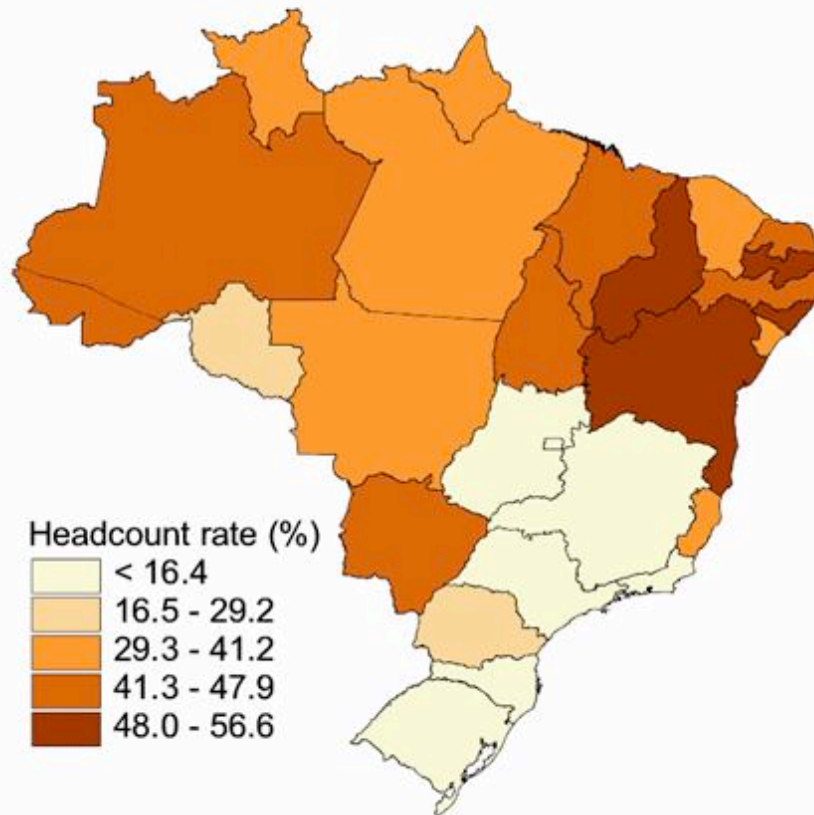 Headcount rate (%)
< 16.4
16.5 - 29.2
29.3 - 41.2
41.3 - 47.9
48.0 - 56.6